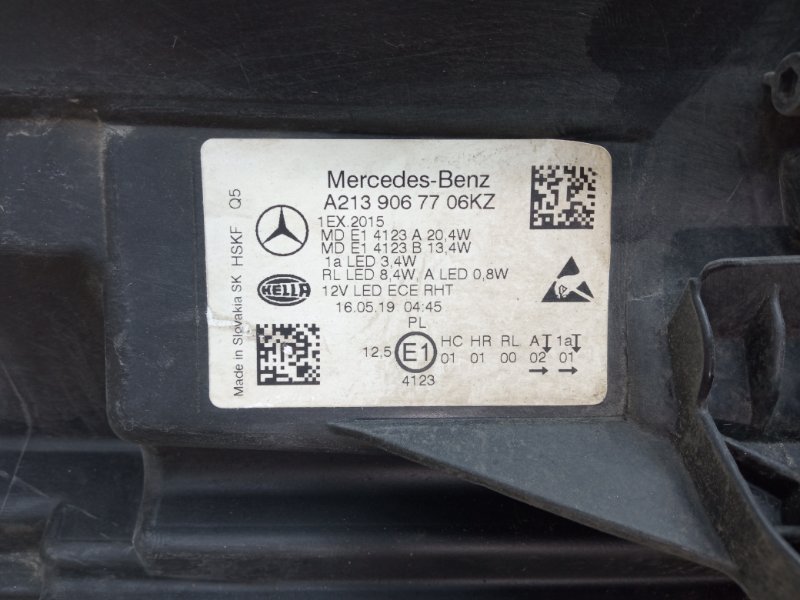 Mercedes-Benz
A213 906 77 06KZ
1EX.2015
MD E1 4123 A 20,4W
MD E1 4123 B 13,4W
1a LED 3,4W
RL LED 8,4W, A LED 0,8W
12V LED ECE RHT
16.05.19 04:45
HELLA
PL
12,5 E1 HC HR RL A 1a
01 01 00 02 01
4123
Made in Slovakia SK HSKF Q5